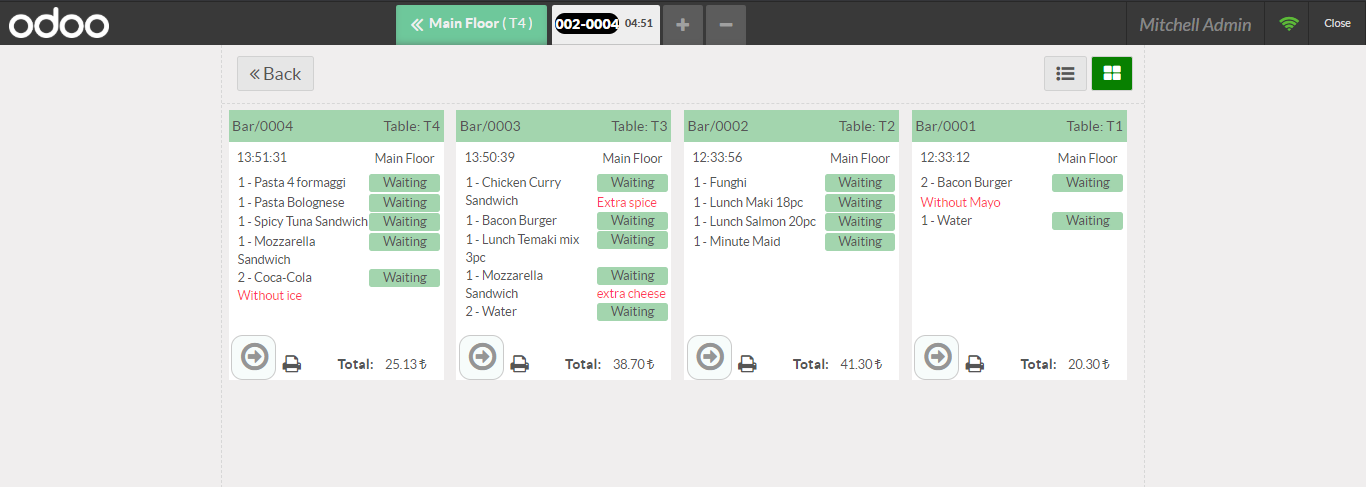 odoo
Main Floor ( T4 )
002-0004 04:51
Mitchell Admin
Close
Back
Bar/0004 Table: T4
13:51:31 Main Floor
1 - Pasta 4 formaggi Waiting
1 - Pasta Bolognese Waiting
1 - Spicy Tuna Sandwich Waiting
1 - Mozzarella Waiting
Sandwich
2 - Coca-Cola Waiting
Without ice
Total: 25.13 ₺
Bar/0003 Table: T3
13:50:39 Main Floor
1 - Chicken Curry Waiting
Sandwich Extra spice
1 - Bacon Burger Waiting
1 - Lunch Temaki mix Waiting
3pc
1 - Mozzarella Waiting
Sandwich extra cheese
2 - Water Waiting
Total: 38.70 ₺
Bar/0002 Table: T2
12:33:56 Main Floor
1 - Funghi Waiting
1 - Lunch Maki 18pc Waiting
1 - Lunch Salmon 20pc Waiting
1 - Minute Maid Waiting
Total: 41.30 ₺
Bar/0001 Table: T1
12:33:12 Main Floor
2 - Bacon Burger Waiting
Without Mayo
1 - Water Waiting
Total: 20.30 ₺